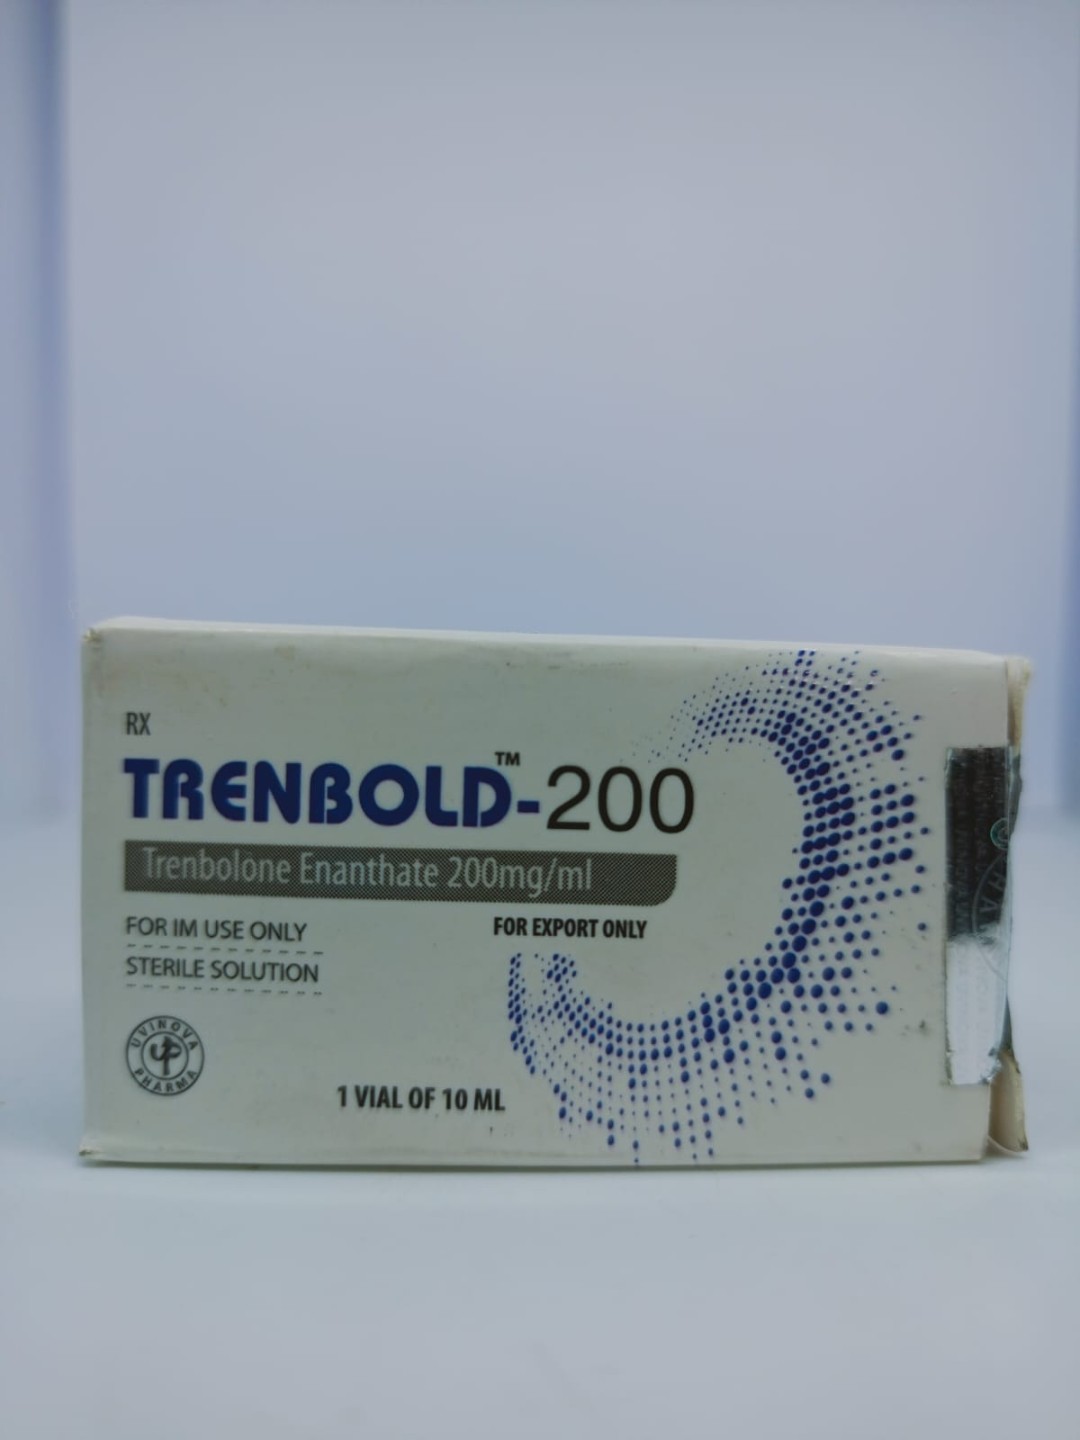 RX
TRENBOLD™-200
Trenbolone Enanthate 200mg/ml
FOR IM USE ONLY
FOR EXPORT ONLY
STERILE SOLUTION
UVINOVA PHARMA
1 VIAL OF 10 ML